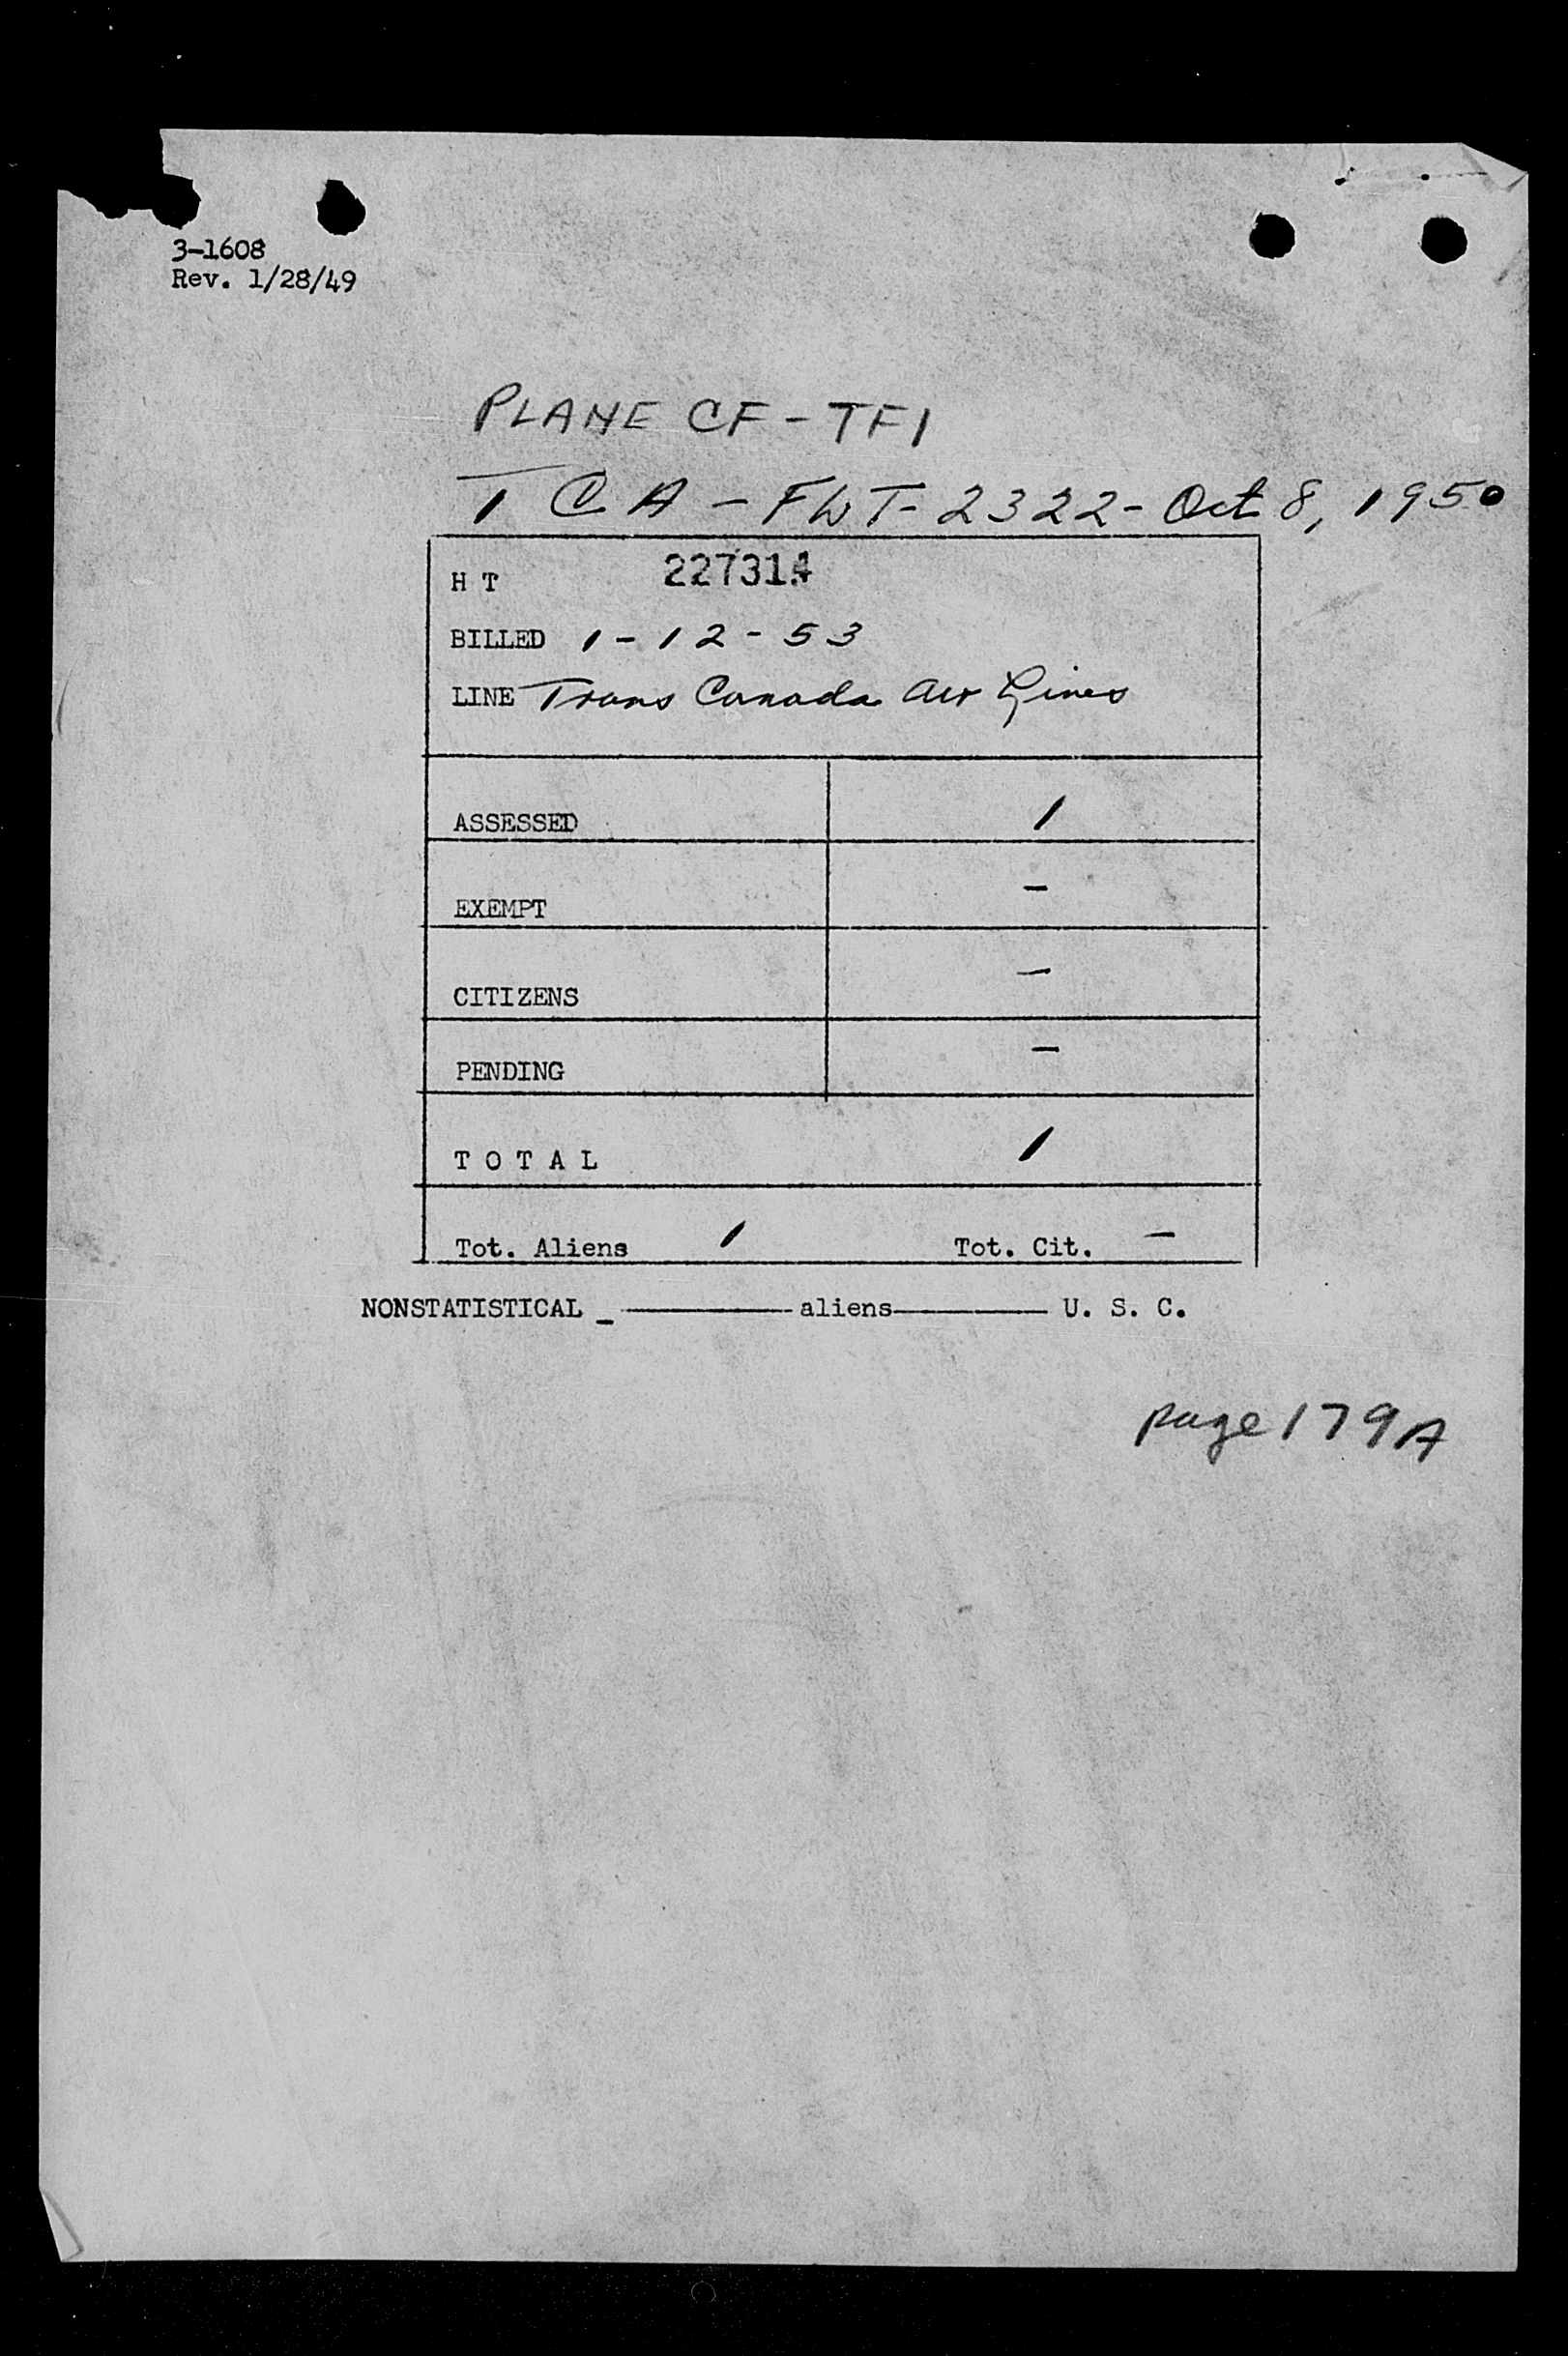 3-1608
Rev. 1/28/49
PLANE CF-TFI
TCA - FLT- 2322- Oct 8, 1950
H T 227314
BILLED 1-12-53
LINE Trans Canada Air Lines
ASSESSED 1
EXEMPT -
CITIZENS -
PENDING -
T O T A L 1
Tot. Aliens 1 Tot. Cit. -
NONSTATISTICAL _ ———— aliens———— U. S. C.
page 179A